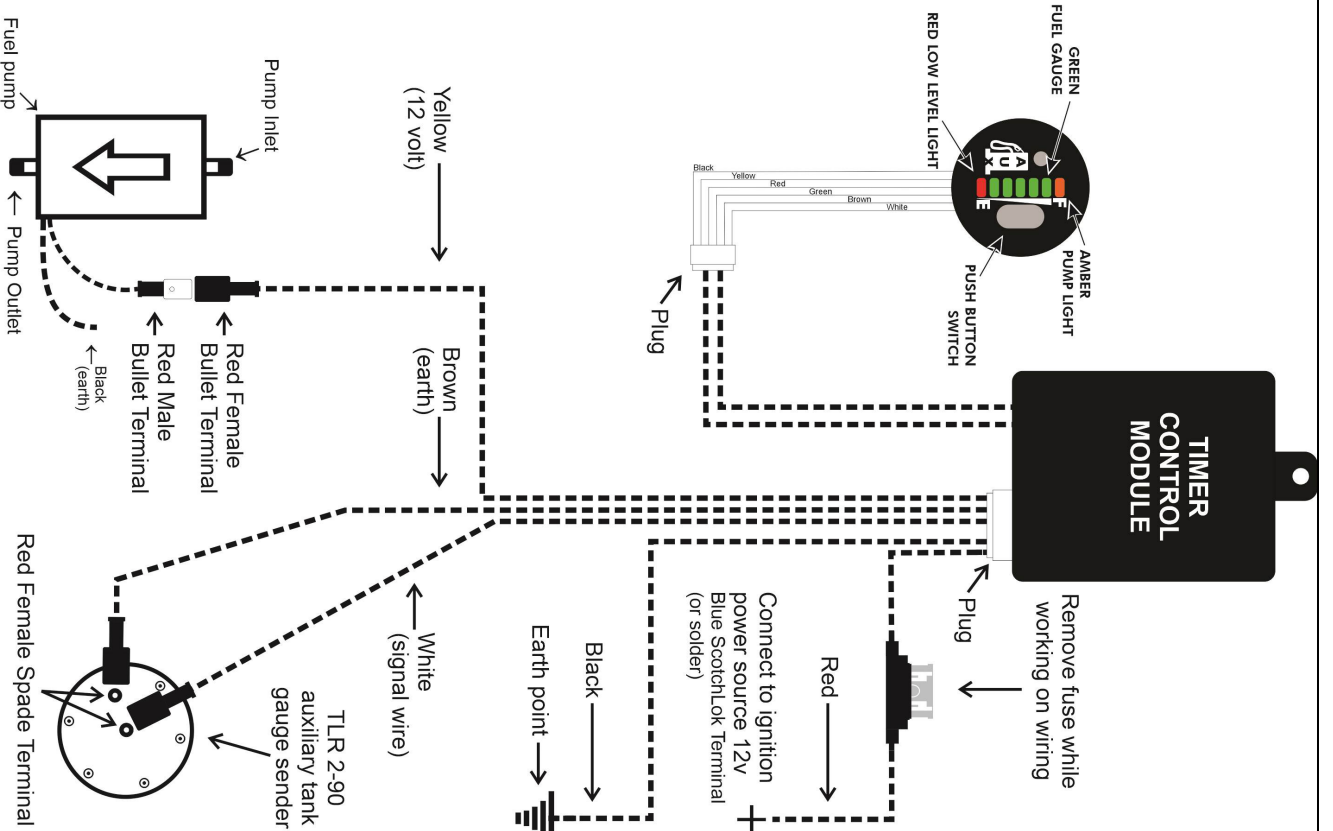 Fuel pump
Pump Inlet
← Pump Outlet
Yellow
(12 volt)
Black
(earth)
Red Male
Bullet Terminal
Red Female
Bullet Terminal
Brown
(earth)
RED LOW LEVEL LIGHT
GREEN
FUEL GAUGE
AMBER
PUMP LIGHT
PUSH BUTTON
SWITCH
AUX
E
F
Black
Yellow
Red
Green
Brown
White
Plug
TIMER
CONTROL
MODULE
Plug
Remove fuse while
working on wiring
Red
Connect to ignition
power source 12v
Blue ScotchLok Terminal
(or solder)
Black
Earth point
White
(signal wire)
TLR 2-90
auxiliary tank
gauge sender
Red Female Spade Terminal